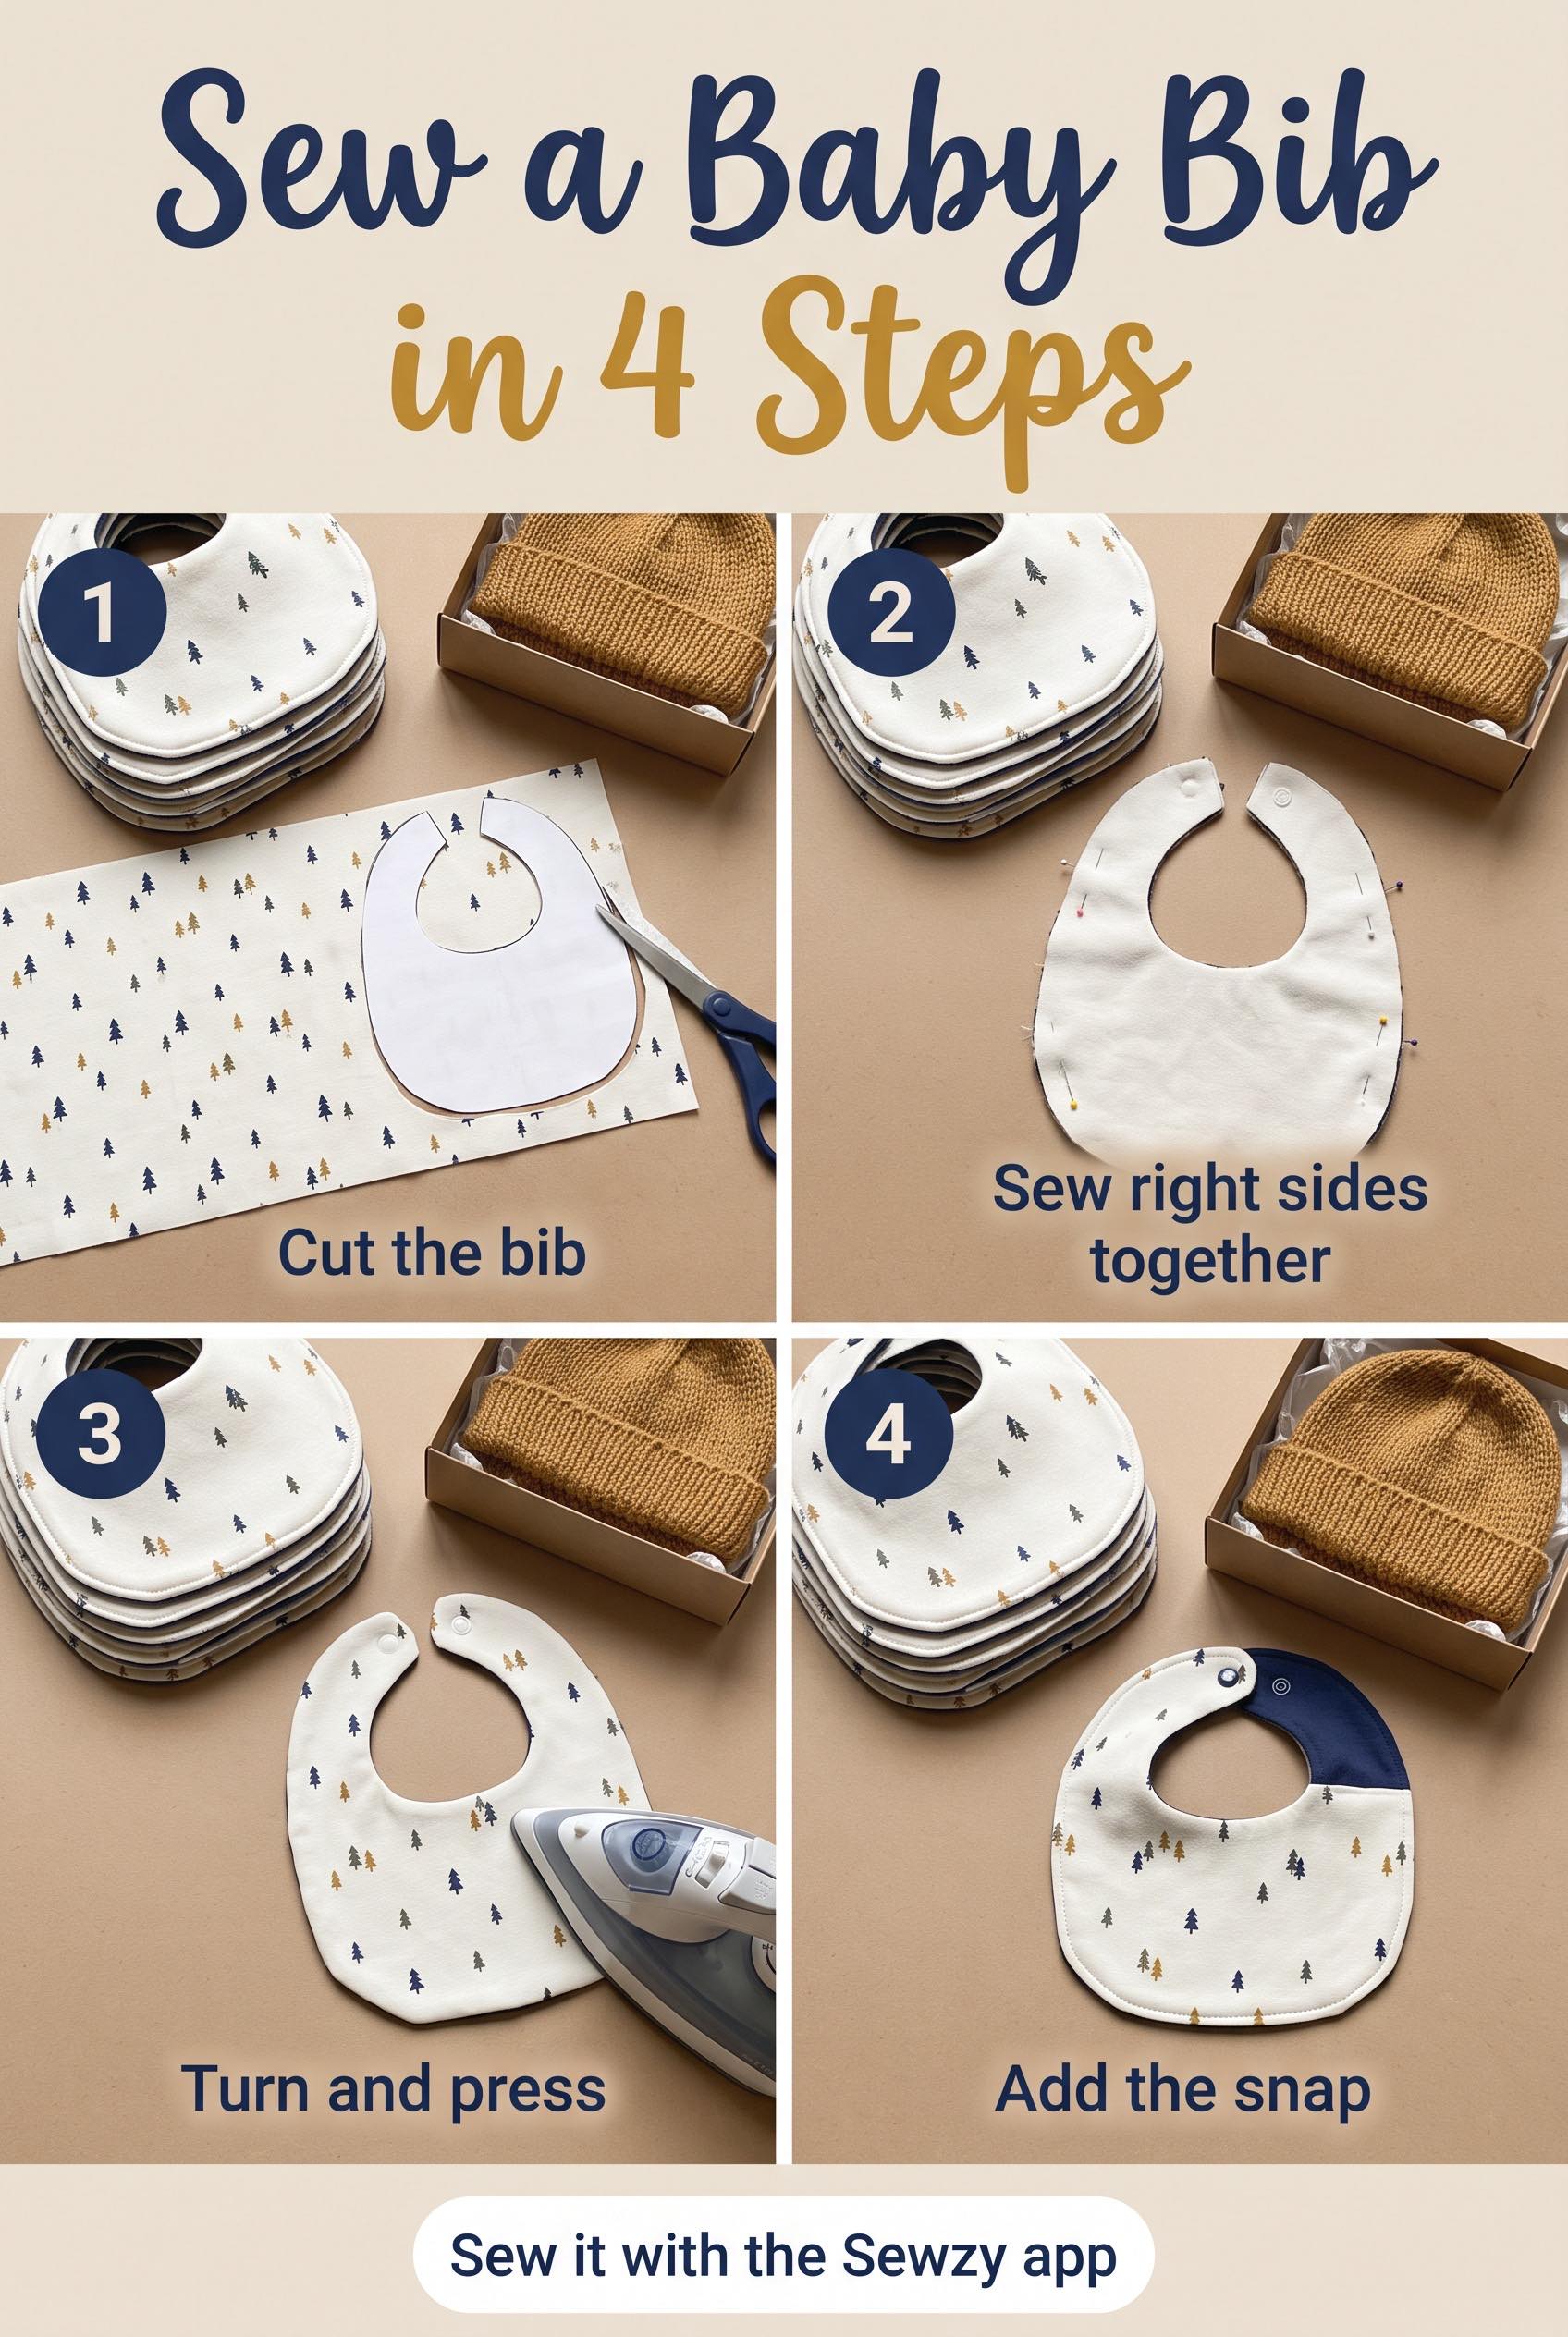 Sew a Baby Bib
in 4 Steps
1
2
Cut the bib
Sew right sides
together
3
4
Turn and press
Add the snap
Sew it with the Sewzy app